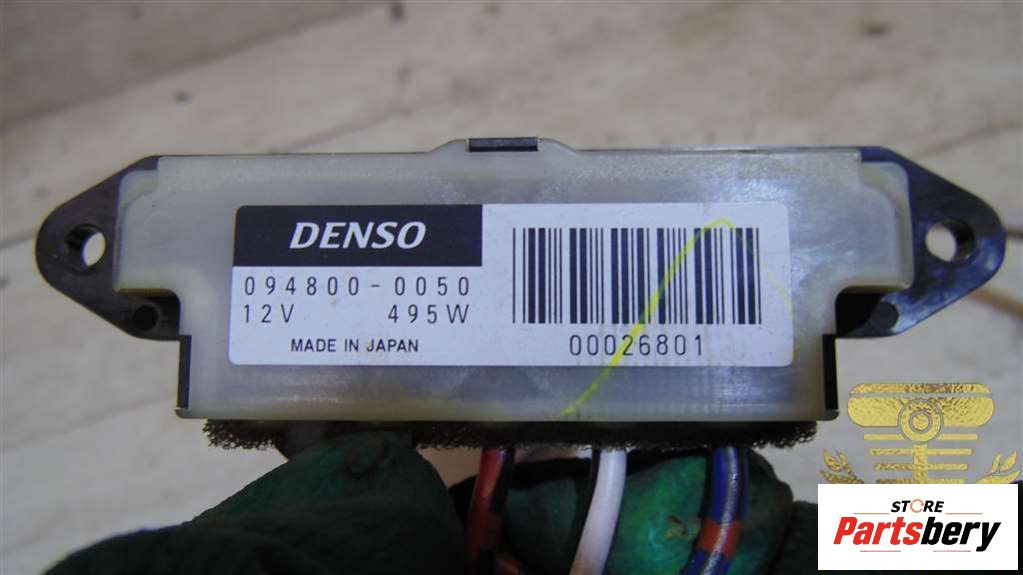 DENSO
094800-0050
12V 495W
MADE IN JAPAN
00026801
STORE
Partsbery